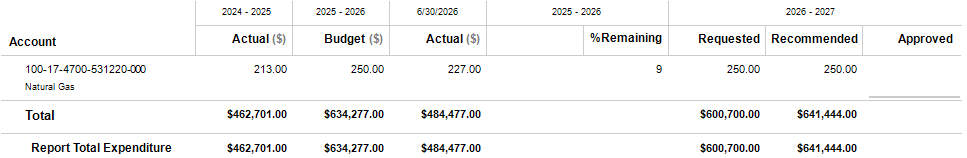 2024 - 2025 2025 - 2026 6/30/2026 2025 - 2026 2026 - 2027
Account Actual ($) Budget ($) Actual ($) %Remaining Requested Recommended Approved
100-17-4700-531220-000 213.00 250.00 227.00 9 250.00 250.00
Natural Gas
Total $462,701.00 $634,277.00 $484,477.00 $600,700.00 $641,444.00
Report Total Expenditure $462,701.00 $634,277.00 $484,477.00 $600,700.00 $641,444.00